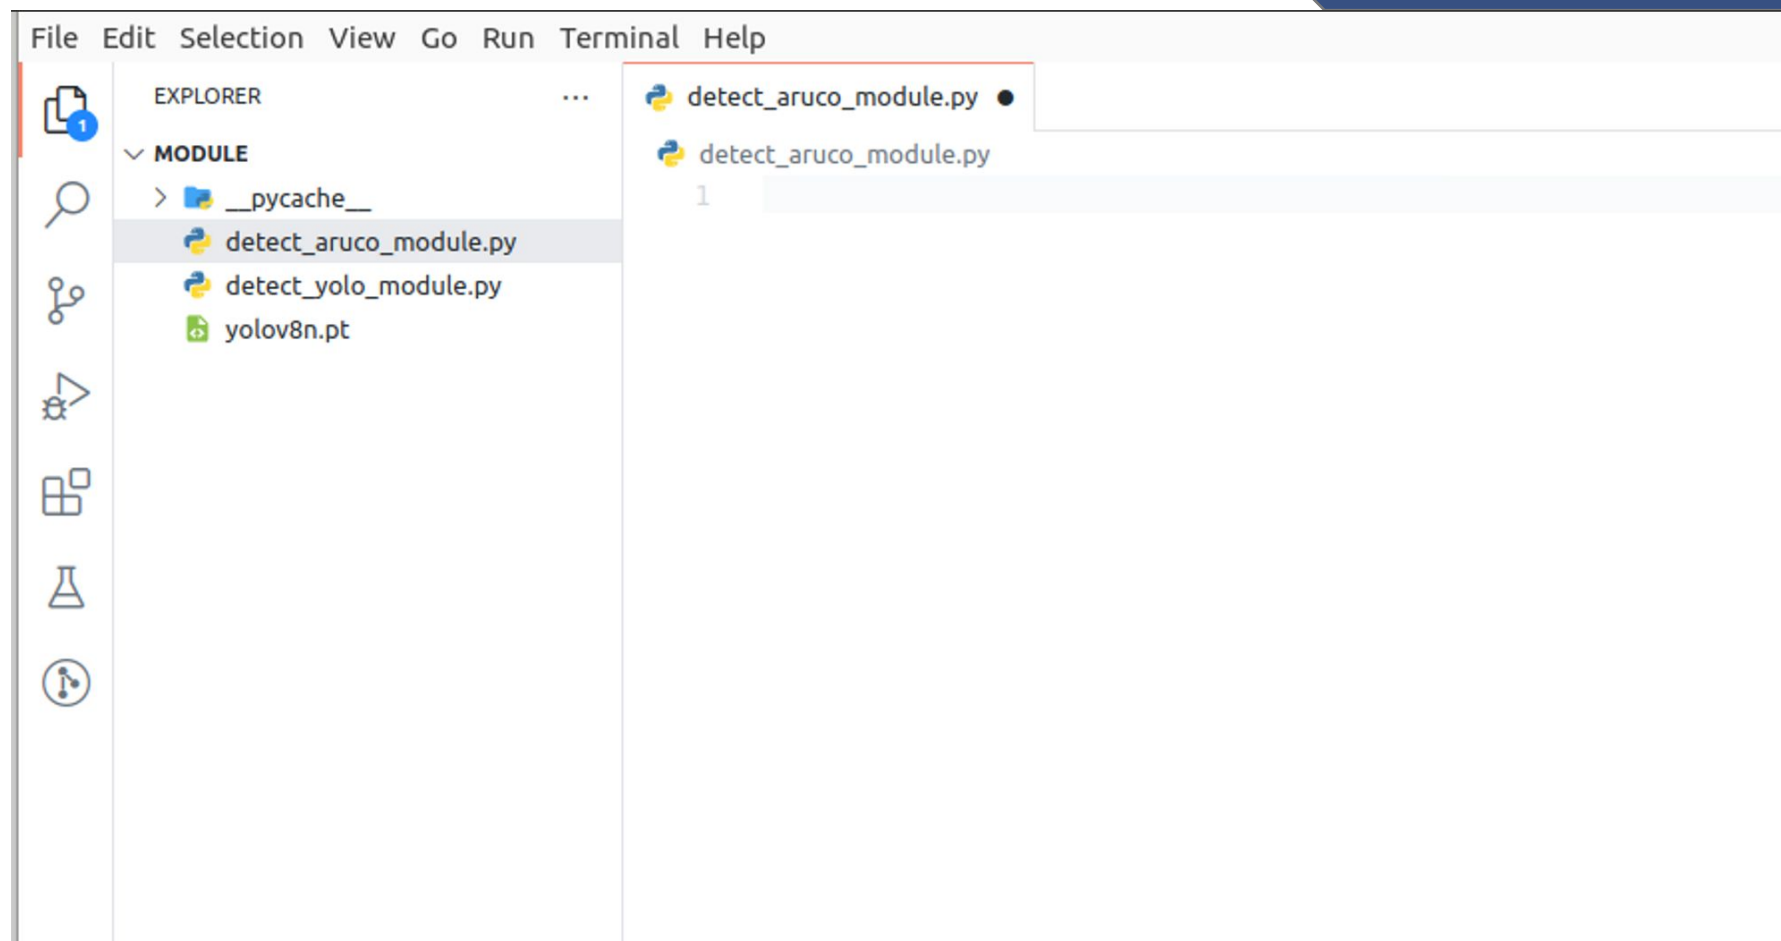 File Edit Selection View Go Run Terminal Help
EXPLORER ...
1
MODULE
__pycache__
detect_aruco_module.py
detect_yolo_module.py
yolov8n.pt
detect_aruco_module.py
detect_aruco_module.py
1